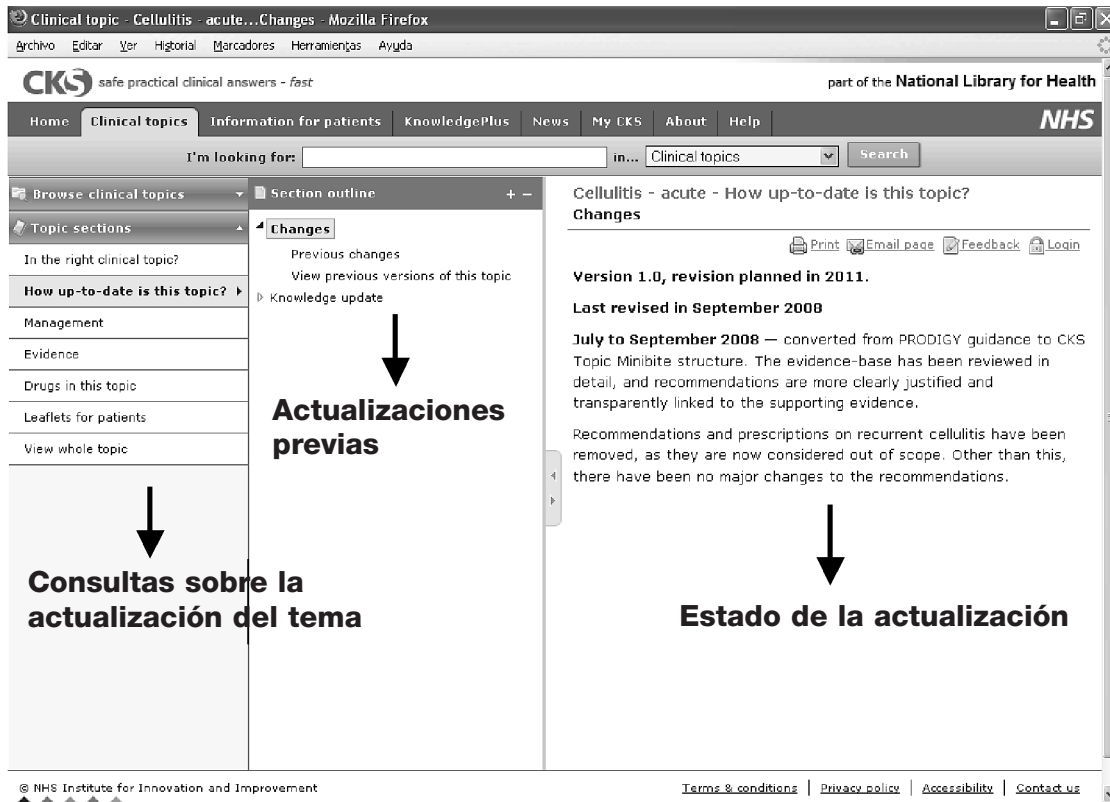 Clinical topic - Cellulitis - acute...Changes - Mozilla Firefox
Archivo Editar Ver Historial Marcadores Herramientas Ayuda
CKS safe practical clinical answers - fast
part of the National Library for Health
Home Clinical topics Information for patients KnowledgePlus News My CKS About Help
NHS
I'm looking for: in... Clinical topics Search
Browse clinical topics
Topic sections
In the right clinical topic?
How up-to-date is this topic?
Management
Evidence
Drugs in this topic
Leaflets for patients
View whole topic
Consultas sobre la
actualización del tema
Section outline + -
Changes
Previous changes
View previous versions of this topic
Knowledge update
Actualizaciones
previas
Cellulitis - acute - How up-to-date is this topic?
Changes
Print Email page Feedback Login
Version 1.0, revision planned in 2011.
Last revised in September 2008
July to September 2008 — converted from PRODIGY guidance to CKS
Topic Minibite structure. The evidence-base has been reviewed in
detail, and recommendations are more clearly justified and
transparently linked to the supporting evidence.
Recommendations and prescriptions on recurrent cellulitis have been
removed, as they are now considered out of scope. Other than this,
there have been no major changes to the recommendations.
Estado de la actualización
© NHS Institute for Innovation and Improvement
Terms & conditions | Privacy policy | Accessibility | Contact us